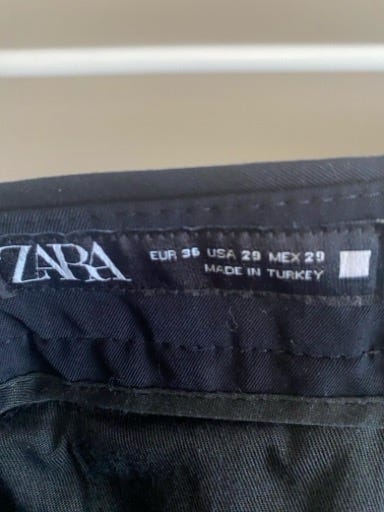 ZARA
EUR 36 USA 29 MEX 29
MADE IN TURKEY